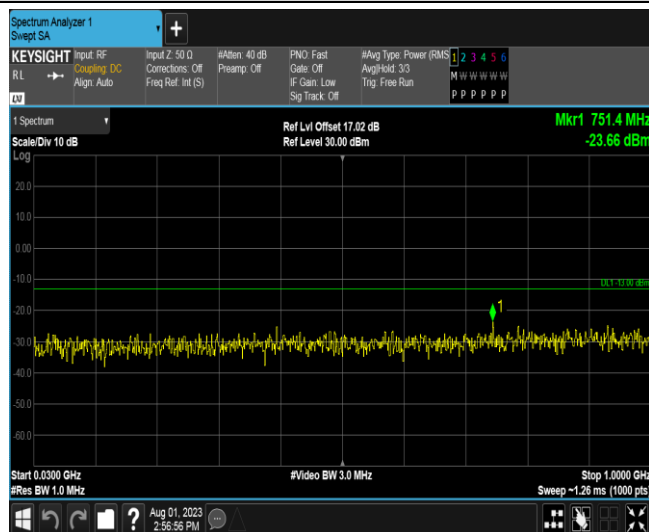 Spectrum Analyzer 1
Swept SA
KEYSIGHT
RL
LXI
Input: RF
Coupling: DC
Align: Auto
Input Z: 50 Ω
Corrections: Off
Freq Ref: Int (S)
#Atten: 40 dB
Preamp: Off
PNO: Fast
Gate: Off
IF Gain: Low
Sig Track: Off
#Avg Type: Power (RMS
Avg|Hold: 3/3
Trig: Free Run
1 2 3 4 5 6
M W W W W W
P P P P P P
1 Spectrum
Scale/Div 10 dB
Ref Lvl Offset 17.02 dB
Ref Level 30.00 dBm
Mkr1 751.4 MHz
-23.66 dBm
Log
20.0
10.0
0.00
-10.0
DL1 -13.00 dBm
-20.0
1
-30.0
-40.0
-50.0
-60.0
Start 0.0300 GHz
#Video BW 3.0 MHz
Stop 1.0000 GHz
#Res BW 1.0 MHz
Sweep ~1.26 ms (1000 pts)
?
Aug 01, 2023
2:56:56 PM